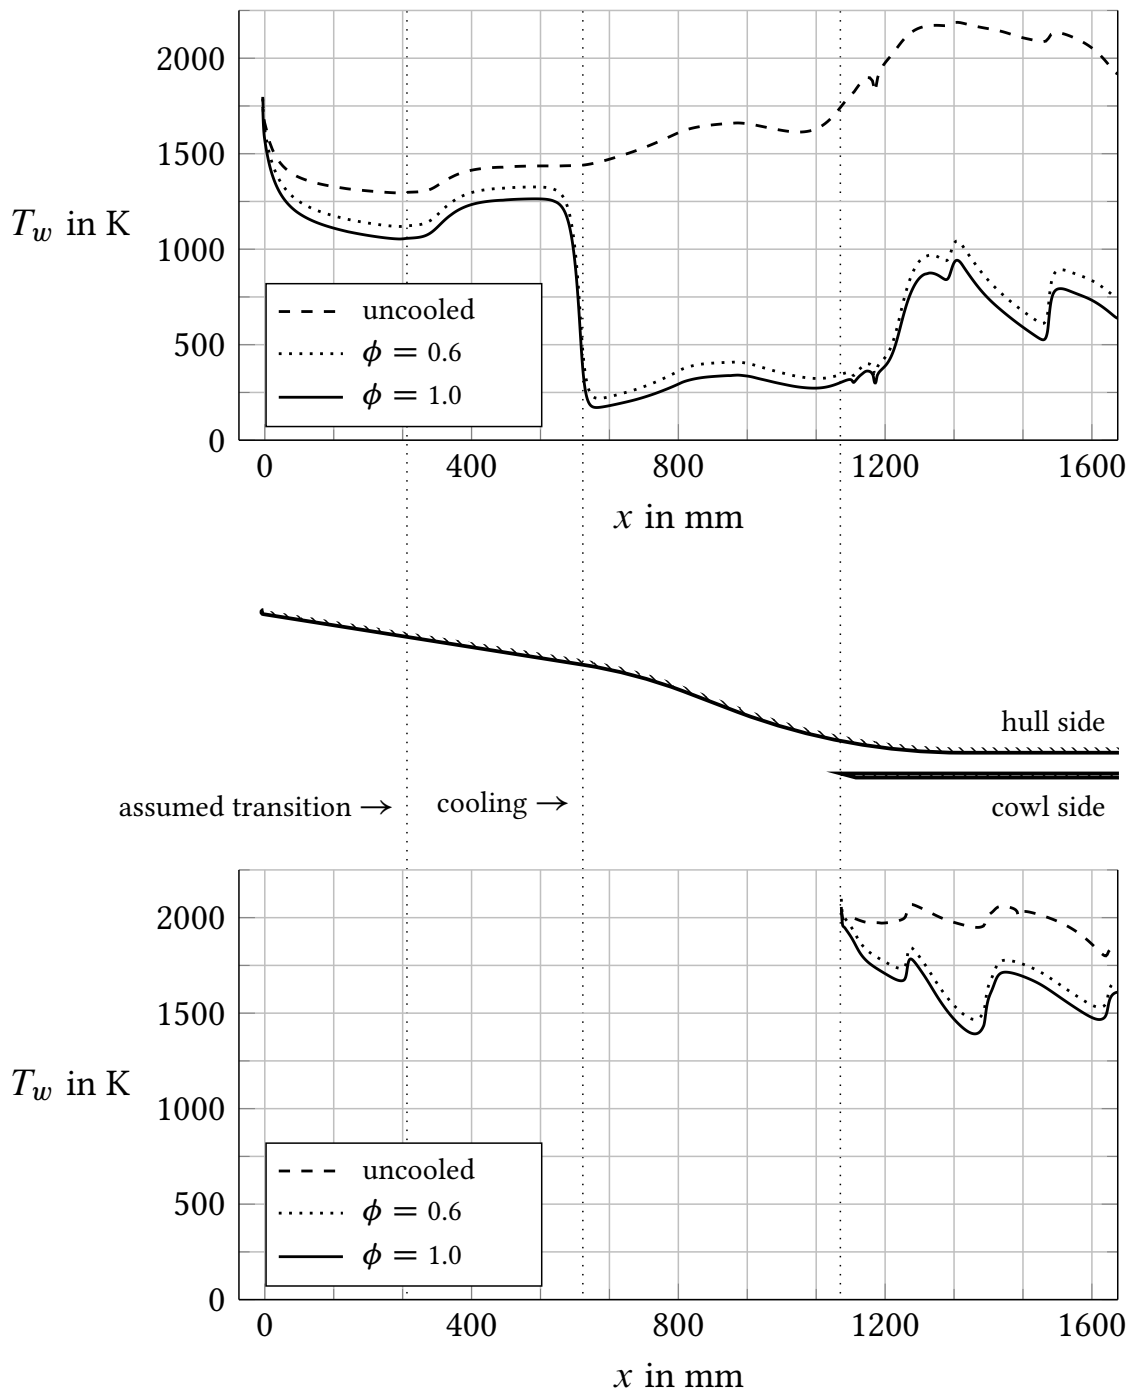 2000
1500
T_w in K
1000
500
0
uncooled
ϕ = 0.6
ϕ = 1.0
0 400 800 1200 1600
x in mm
hull side
assumed transition → cooling → cowl side
2000
1500
T_w in K
1000
500
0
uncooled
ϕ = 0.6
ϕ = 1.0
0 400 800 1200 1600
x in mm